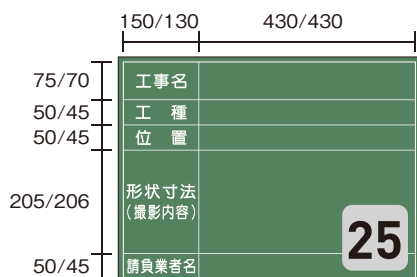 150/130 430/430
75/70 工事名
50/45 工 種
50/45 位 置
205/206 形状寸法
(撮影内容)
25
50/45 請負業者名